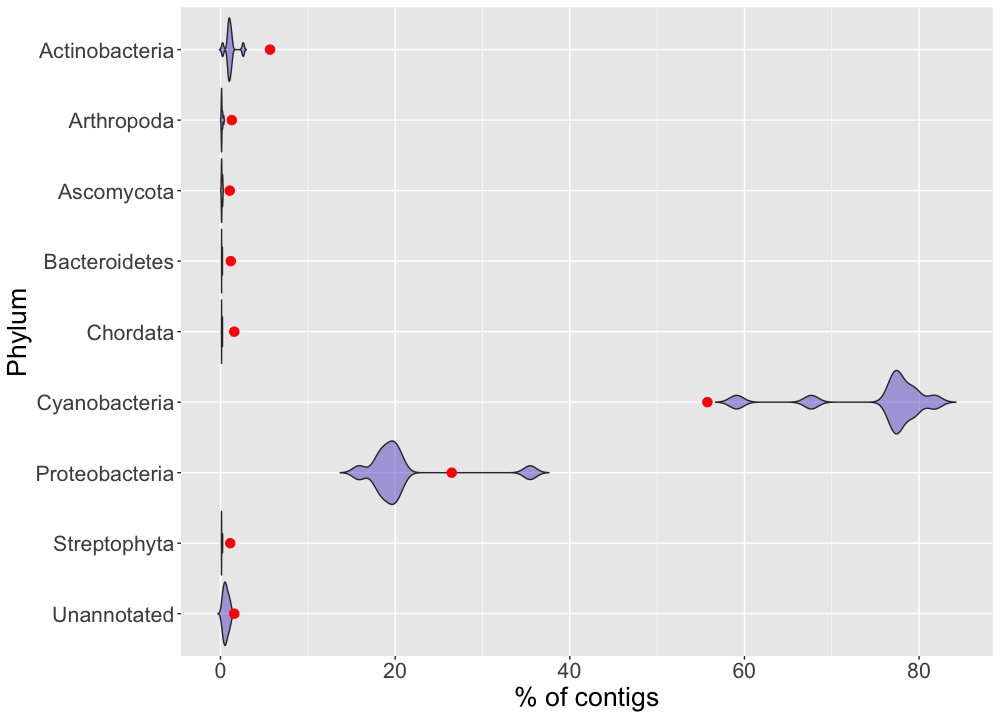 Phylum
Actinobacteria
Arthropoda
Ascomycota
Bacteroidetes
Chordata
Cyanobacteria
Proteobacteria
Streptophyta
Unannotated
0 20 40 60 80
% of contigs